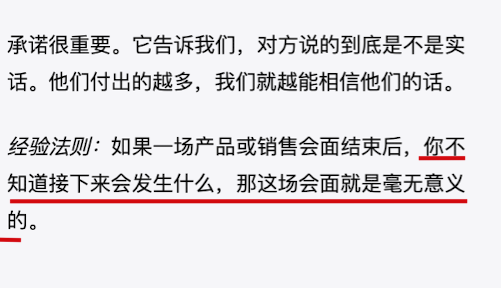 承诺很重要。它告诉我们，对方说的到底是不是实
话。他们付出的越多，我们就越能相信他们的话。
经验法则：如果一场产品或销售会面结束后，你不
知道接下来会发生什么，那这场会面就是毫无意义
的。